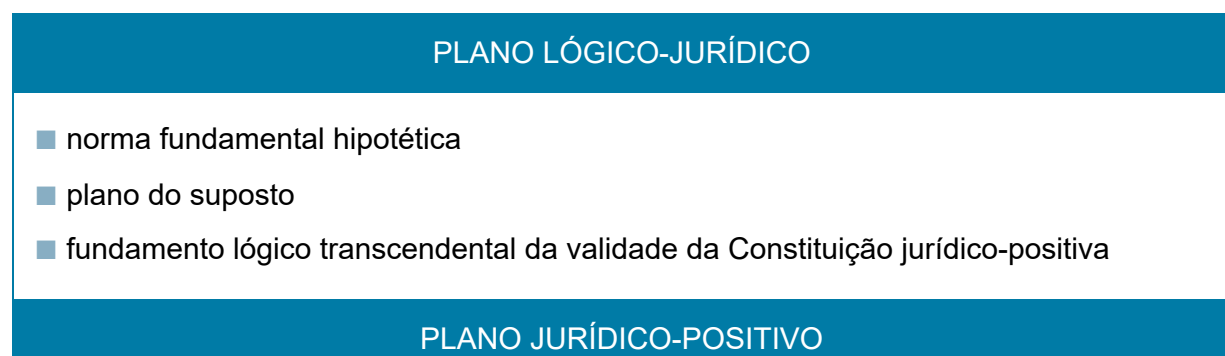 PLANO LÓGICO-JURÍDICO
norma fundamental hipotética
plano do suposto
fundamento lógico transcendental da validade da Constituição jurídico-positiva
PLANO JURÍDICO-POSITIVO